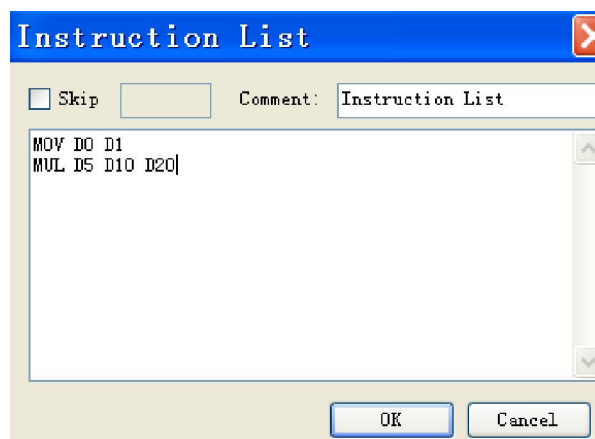 Instruction List
Skip Comment: Instruction List
MOV D0 D1
MUL D5 D10 D20
OK Cancel